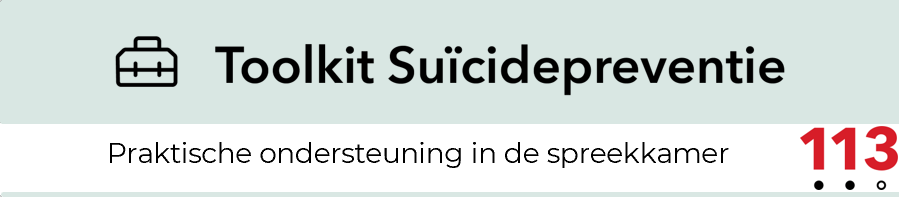 Toolkit Suïcidepreventie
Praktische ondersteuning in de spreekkamer
113